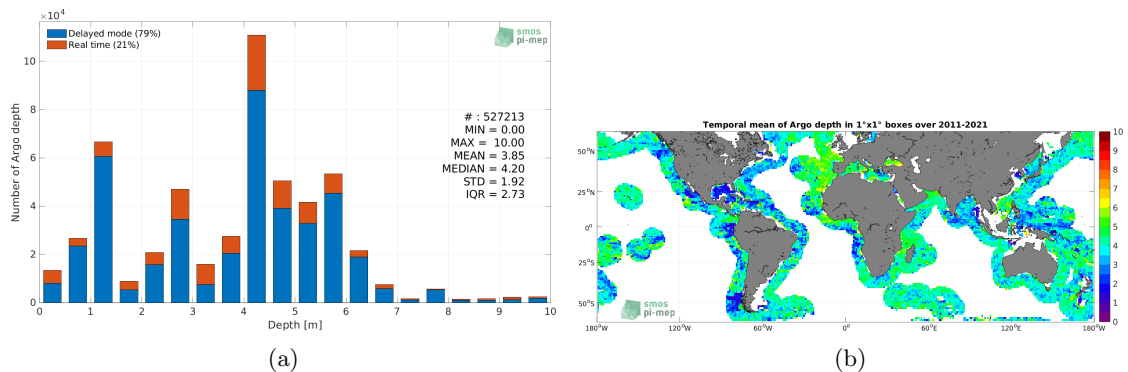 ×10⁴
Delayed mode (79%)
Real time (21%)
smos
pi-mep
10
8
6
4
2
0
Number of Argo depth
# : 527213
MIN = 0.00
MAX = 10.00
MEAN = 3.85
MEDIAN = 4.20
STD = 1.92
IQR = 2.73
0 1 2 3 4 5 6 7 8 9 10
Depth [m]
(a)
Temporal mean of Argo depth in 1°x1° boxes over 2011-2021
50°N
25°N
0°
25°S
50°S
180°W 120°W 60°W 0° 60°E 120°E 180°W
smos
pi-mep
10
9
8
7
6
5
4
3
2
1
0
(b)